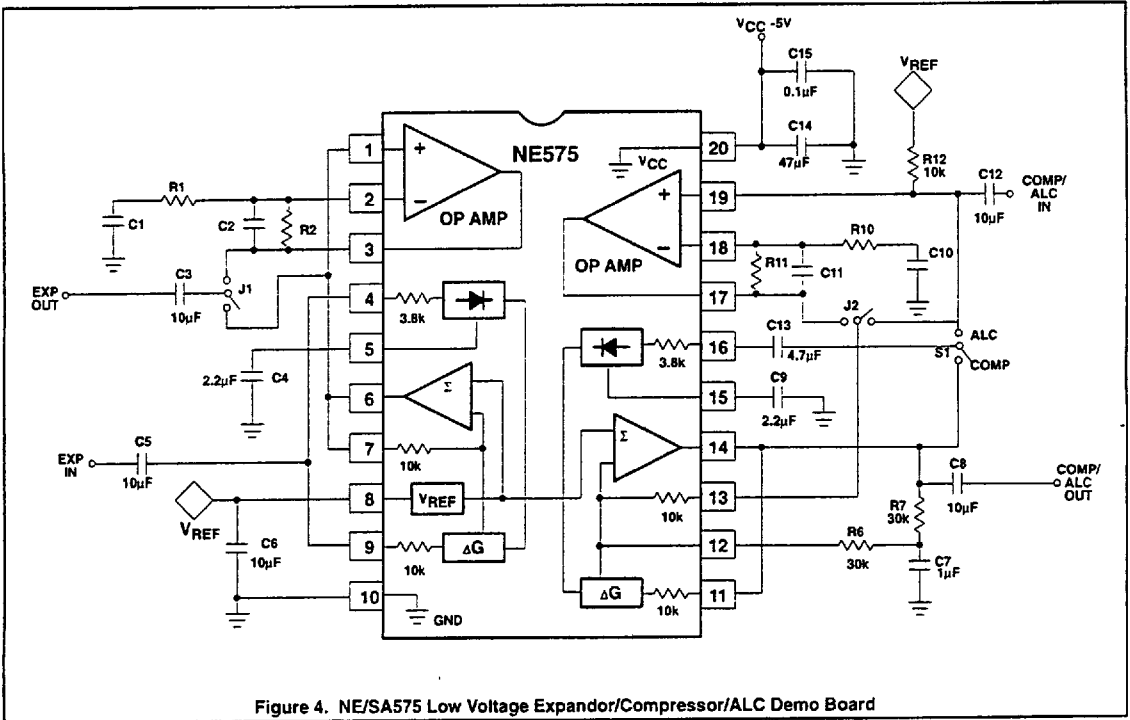 VCC -5V
C15
0.1µF
VREF
C14
47µF
R12
10k
C12
10µF
COMP/
ALC
IN
NE575
1
+
2
−
OP AMP
3
R1
C1
C2
R2
C3
10µF
EXP
OUT
J1
4
3.8k
5
C4
2.2µF
6
Σ
7
10k
C5
10µF
EXP
IN
8
VREF
VREF
C6
10µF
9
10k
ΔG
10
GND
20
VCC
19
+
18
−
OP AMP
17
R10
R11
C11
C10
J2
16
3.8k
C13
4.7µF
ALC
S1
COMP
15
C9
2.2µF
14
Σ
13
10k
12
11
ΔG
10k
C8
10µF
COMP/
ALC
OUT
R7
30k
R6
30k
C7
1µF
Figure 4. NE/SA575 Low Voltage Expandor/Compressor/ALC Demo Board